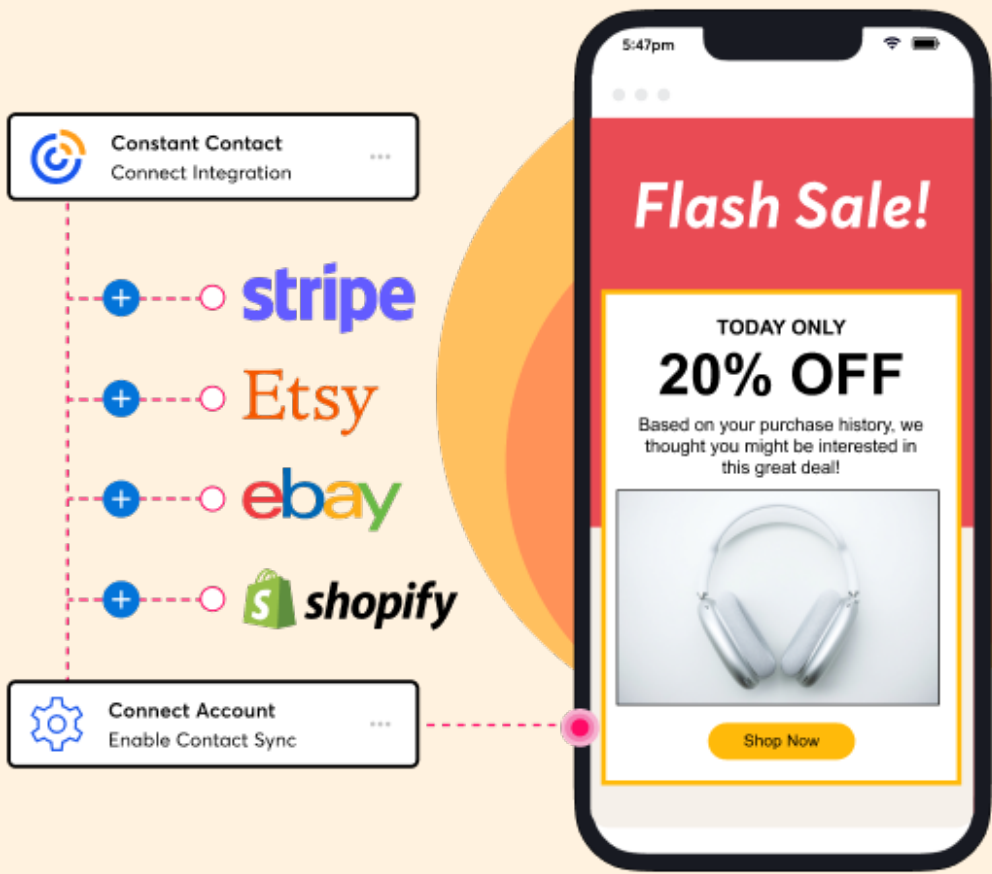 Constant Contact
Connect Integration
stripe
Etsy
ebay
shopify
Connect Account
Enable Contact Sync
5:47pm
Flash Sale!
TODAY ONLY
20% OFF
Based on your purchase history, we
thought you might be interested in
this great deal!
Shop Now